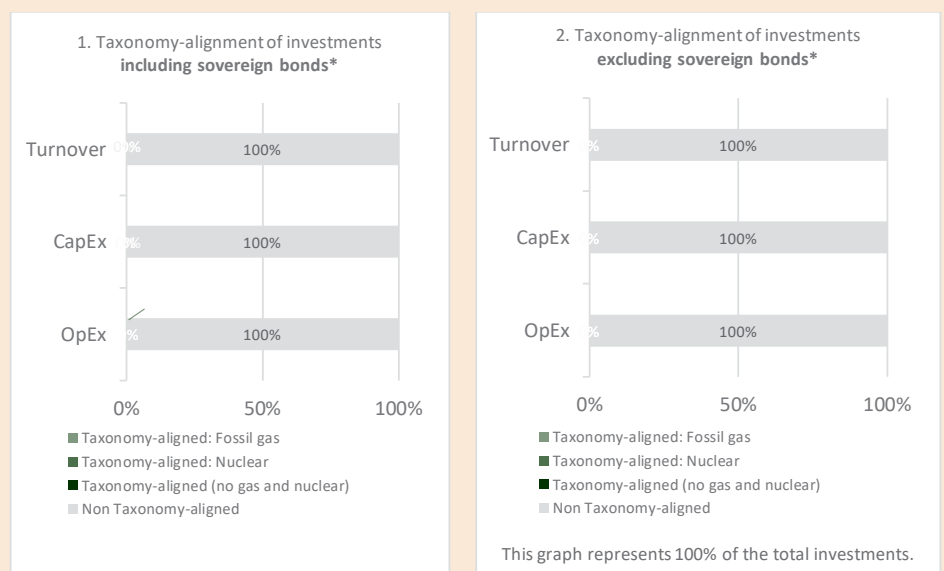 1. Taxonomy-alignment of investments
including sovereign bonds*
Turnover 100%
CapEx 100%
OpEx % 100%
0% 50% 100%
Taxonomy-aligned: Fossil gas
Taxonomy-aligned: Nuclear
Taxonomy-aligned (no gas and nuclear)
Non Taxonomy-aligned
2. Taxonomy-alignment of investments
excluding sovereign bonds*
Turnover % 100%
CapEx % 100%
OpEx % 100%
0% 50% 100%
Taxonomy-aligned: Fossil gas
Taxonomy-aligned: Nuclear
Taxonomy-aligned (no gas and nuclear)
Non Taxonomy-aligned
This graph represents 100% of the total investments.